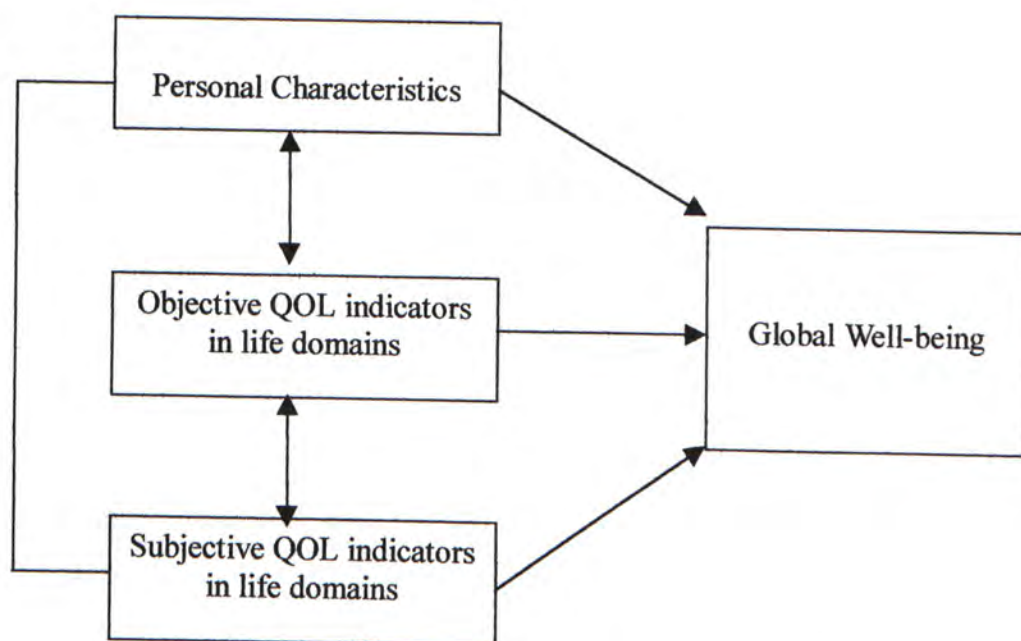 Personal Characteristics
Objective QOL indicators
in life domains
Global Well-being
Subjective QOL indicators
in life domains